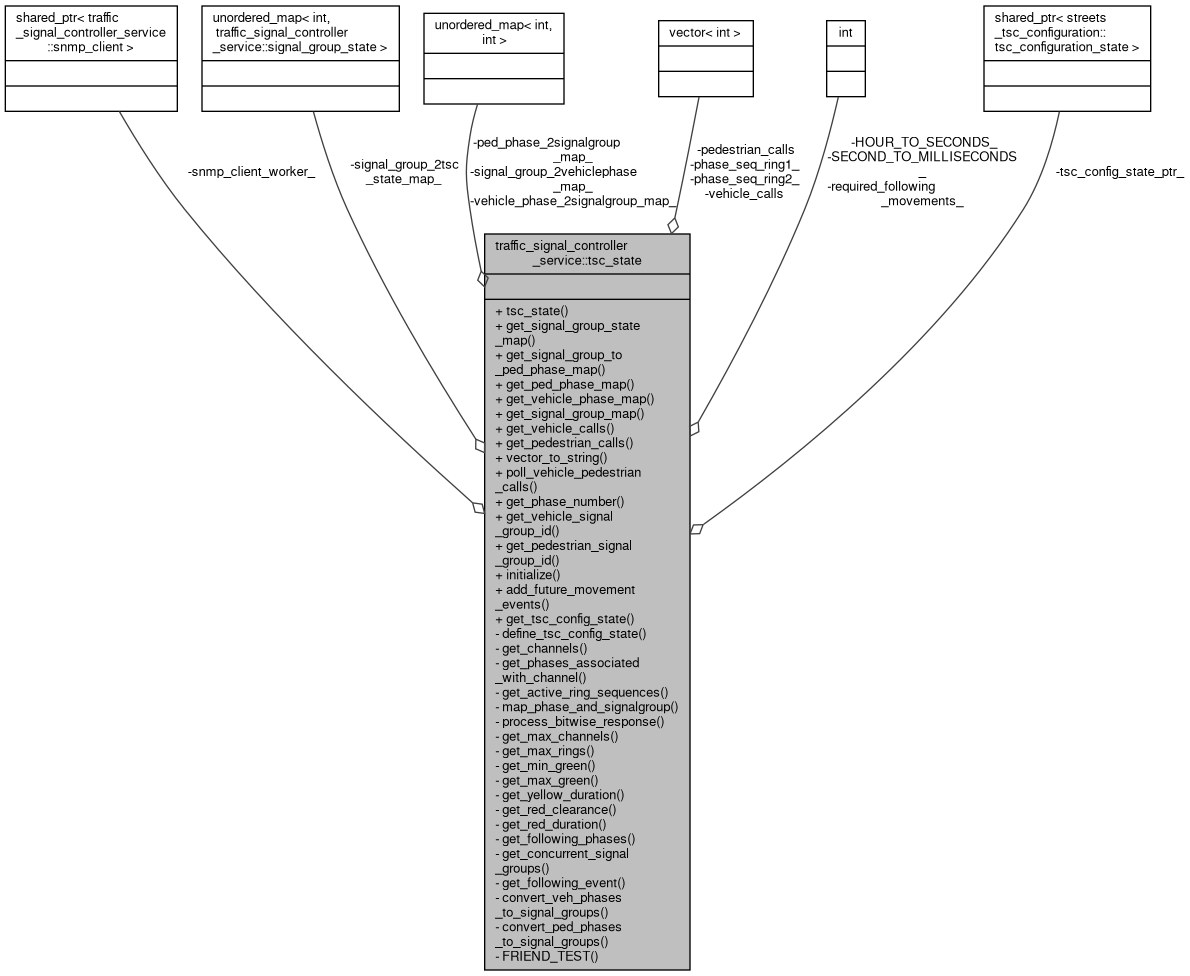 shared_ptr< traffic
_signal_controller_service
::snmp_client >
unordered_map< int,
traffic_signal_controller
_service::signal_group_state >
unordered_map< int,
int >
vector< int >
int
shared_ptr< streets
_tsc_configuration::
tsc_configuration_state >
-snmp_client_worker_
-signal_group_2tsc
_state_map_
-ped_phase_2signalgroup
_map_
-signal_group_2vehiclephase
_map_
-vehicle_phase_2signalgroup_map_
-pedestrian_calls
-phase_seq_ring1_
-phase_seq_ring2_
-vehicle_calls
-HOUR_TO_SECONDS_
-SECOND_TO_MILLISECONDS
_
-required_following
_movements_
-tsc_config_state_ptr_
traffic_signal_controller
_service::tsc_state
+ tsc_state()
+ get_signal_group_state
_map()
+ get_signal_group_to
_ped_phase_map()
+ get_ped_phase_map()
+ get_vehicle_phase_map()
+ get_signal_group_map()
+ get_vehicle_calls()
+ get_pedestrian_calls()
+ vector_to_string()
+ poll_vehicle_pedestrian
_calls()
+ get_phase_number()
+ get_vehicle_signal
_group_id()
+ get_pedestrian_signal
_group_id()
+ initialize()
+ add_future_movement
_events()
+ get_tsc_config_state()
- define_tsc_config_state()
- get_channels()
- get_phases_associated
_with_channel()
- get_active_ring_sequences()
- map_phase_and_signalgroup()
- process_bitwise_response()
- get_max_channels()
- get_max_rings()
- get_min_green()
- get_max_green()
- get_yellow_duration()
- get_red_clearance()
- get_red_duration()
- get_following_phases()
- get_concurrent_signal
_groups()
- get_following_event()
- convert_veh_phases
_to_signal_groups()
- convert_ped_phases
_to_signal_groups()
- FRIEND_TEST()